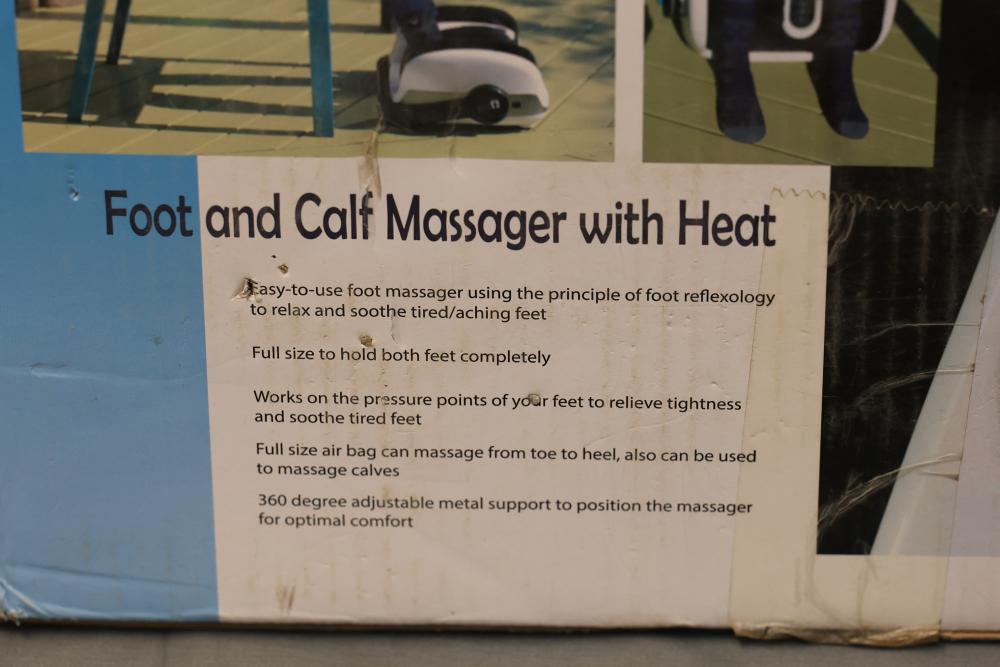 Foot and Calf Massager with Heat
Easy-to-use foot massager using the principle of foot reflexology
to relax and soothe tired/aching feet
Full size to hold both feet completely
Works on the pressure points of your feet to relieve tightness
and soothe tired feet
Full size air bag can massage from toe to heel, also can be used
to massage calves
360 degree adjustable metal support to position the massager
for optimal comfort